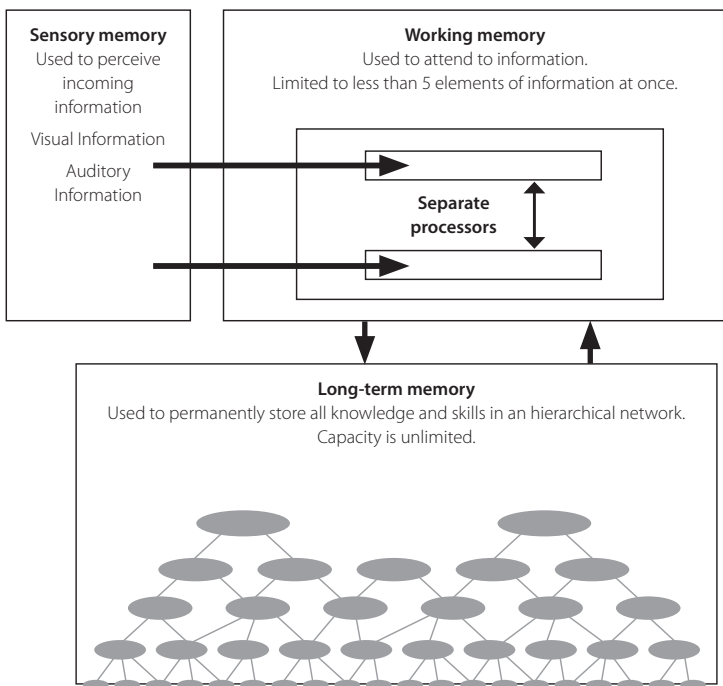 Sensory memory
Used to perceive
incoming
information
Visual Information
Auditory
Information
Working memory
Used to attend to information.
Limited to less than 5 elements of information at once.
Separate
processors
Long-term memory
Used to permanently store all knowledge and skills in an hierarchical network.
Capacity is unlimited.